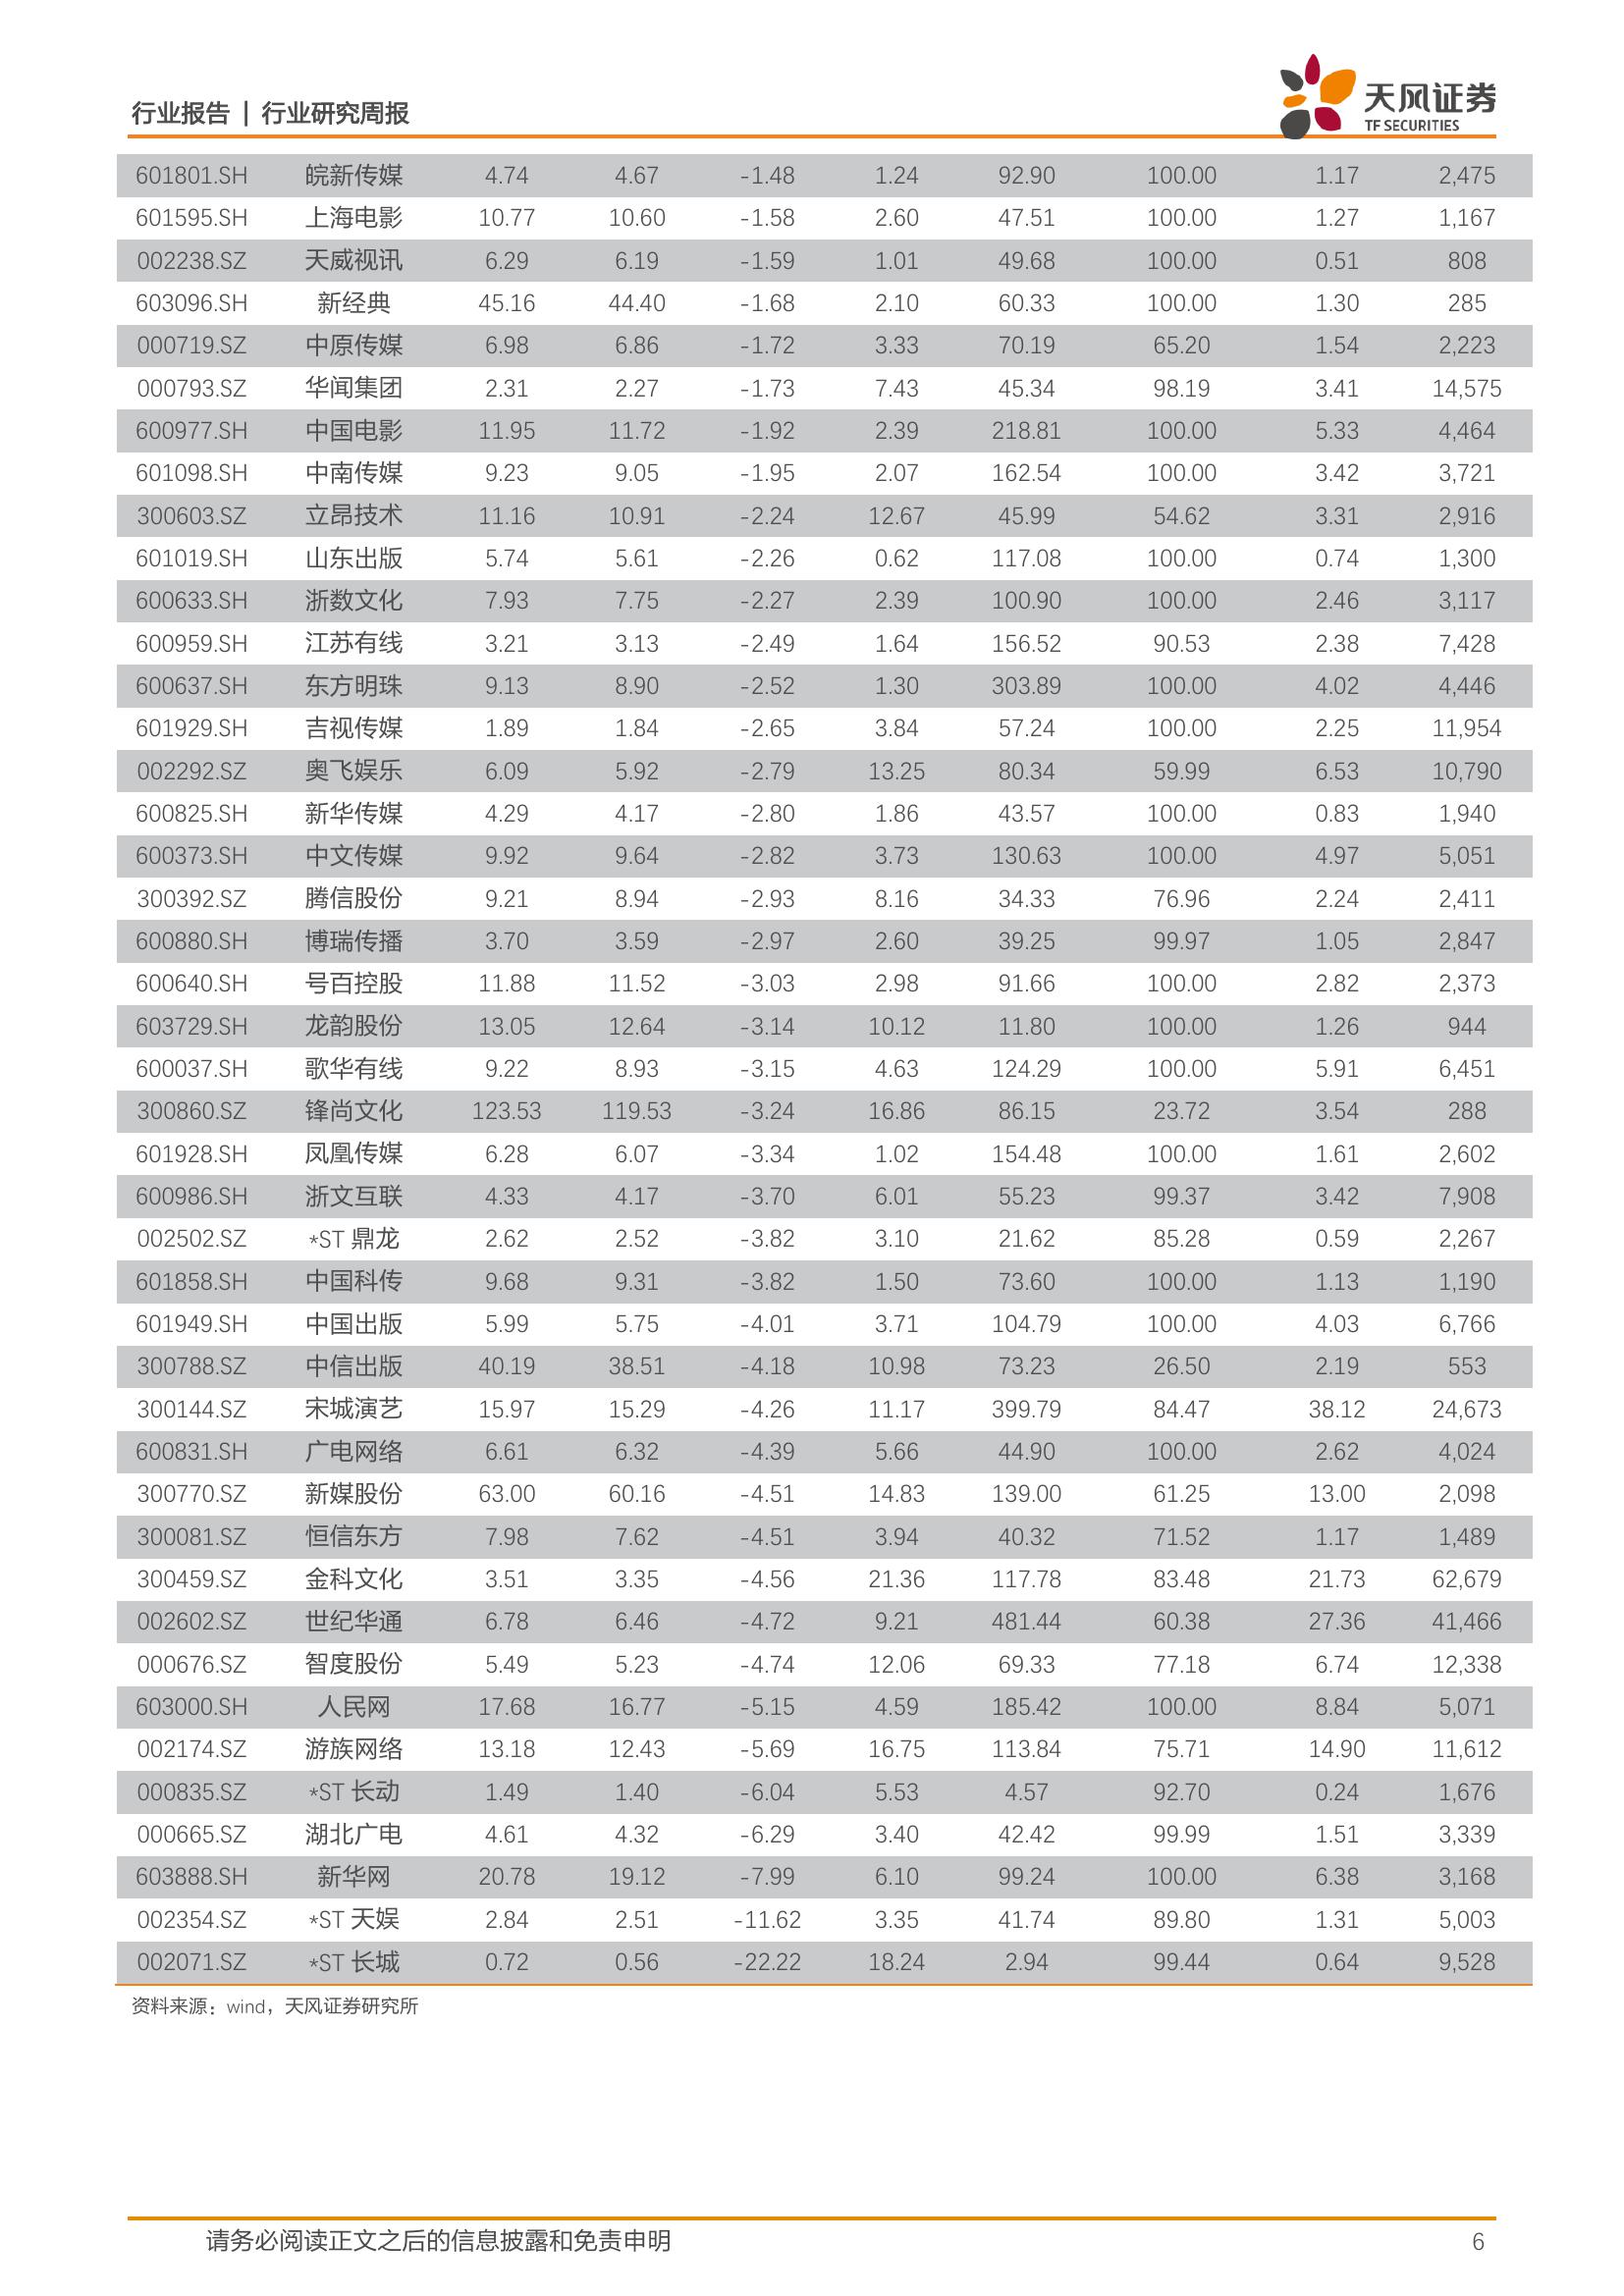 行业报告 | 行业研究周报
天风证券
TF SECURITIES
601801.SH 皖新传媒 4.74 4.67 -1.48 1.24 92.90 100.00 1.17 2,475
601595.SH 上海电影 10.77 10.60 -1.58 2.60 47.51 100.00 1.27 1,167
002238.SZ 天威视讯 6.29 6.19 -1.59 1.01 49.68 100.00 0.51 808
603096.SH 新经典 45.16 44.40 -1.68 2.10 60.33 100.00 1.30 285
000719.SZ 中原传媒 6.98 6.86 -1.72 3.33 70.19 65.20 1.54 2,223
000793.SZ 华闻集团 2.31 2.27 -1.73 7.43 45.34 98.19 3.41 14,575
600977.SH 中国电影 11.95 11.72 -1.92 2.39 218.81 100.00 5.33 4,464
601098.SH 中南传媒 9.23 9.05 -1.95 2.07 162.54 100.00 3.42 3,721
300603.SZ 立昂技术 11.16 10.91 -2.24 12.67 45.99 54.62 3.31 2,916
601019.SH 山东出版 5.74 5.61 -2.26 0.62 117.08 100.00 0.74 1,300
600633.SH 浙数文化 7.93 7.75 -2.27 2.39 100.90 100.00 2.46 3,117
600959.SH 江苏有线 3.21 3.13 -2.49 1.64 156.52 90.53 2.38 7,428
600637.SH 东方明珠 9.13 8.90 -2.52 1.30 303.89 100.00 4.02 4,446
601929.SH 吉视传媒 1.89 1.84 -2.65 3.84 57.24 100.00 2.25 11,954
002292.SZ 奥飞娱乐 6.09 5.92 -2.79 13.25 80.34 59.99 6.53 10,790
600825.SH 新华传媒 4.29 4.17 -2.80 1.86 43.57 100.00 0.83 1,940
600373.SH 中文传媒 9.92 9.64 -2.82 3.73 130.63 100.00 4.97 5,051
300392.SZ 腾信股份 9.21 8.94 -2.93 8.16 34.33 76.96 2.24 2,411
600880.SH 博瑞传播 3.70 3.59 -2.97 2.60 39.25 99.97 1.05 2,847
600640.SH 号百控股 11.88 11.52 -3.03 2.98 91.66 100.00 2.82 2,373
603729.SH 龙韵股份 13.05 12.64 -3.14 10.12 11.80 100.00 1.26 944
600037.SH 歌华有线 9.22 8.93 -3.15 4.63 124.29 100.00 5.91 6,451
300860.SZ 锋尚文化 123.53 119.53 -3.24 16.86 86.15 23.72 3.54 288
601928.SH 凤凰传媒 6.28 6.07 -3.34 1.02 154.48 100.00 1.61 2,602
600986.SH 浙文互联 4.33 4.17 -3.70 6.01 55.23 99.37 3.42 7,908
002502.SZ *ST 鼎龙 2.62 2.52 -3.82 3.10 21.62 85.28 0.59 2,267
601858.SH 中国科传 9.68 9.31 -3.82 1.50 73.60 100.00 1.13 1,190
601949.SH 中国出版 5.99 5.75 -4.01 3.71 104.79 100.00 4.03 6,766
300788.SZ 中信出版 40.19 38.51 -4.18 10.98 73.23 26.50 2.19 553
300144.SZ 宋城演艺 15.97 15.29 -4.26 11.17 399.79 84.47 38.12 24,673
600831.SH 广电网络 6.61 6.32 -4.39 5.66 44.90 100.00 2.62 4,024
300770.SZ 新媒股份 63.00 60.16 -4.51 14.83 139.00 61.25 13.00 2,098
300081.SZ 恒信东方 7.98 7.62 -4.51 3.94 40.32 71.52 1.17 1,489
300459.SZ 金科文化 3.51 3.35 -4.56 21.36 117.78 83.48 21.73 62,679
002602.SZ 世纪华通 6.78 6.46 -4.72 9.21 481.44 60.38 27.36 41,466
000676.SZ 智度股份 5.49 5.23 -4.74 12.06 69.33 77.18 6.74 12,338
603000.SH 人民网 17.68 16.77 -5.15 4.59 185.42 100.00 8.84 5,071
002174.SZ 游族网络 13.18 12.43 -5.69 16.75 113.84 75.71 14.90 11,612
000835.SZ *ST 长动 1.49 1.40 -6.04 5.53 4.57 92.70 0.24 1,676
000665.SZ 湖北广电 4.61 4.32 -6.29 3.40 42.42 99.99 1.51 3,339
603888.SH 新华网 20.78 19.12 -7.99 6.10 99.24 100.00 6.38 3,168
002354.SZ *ST 天娱 2.84 2.51 -11.62 3.35 41.74 89.80 1.31 5,003
002071.SZ *ST 长城 0.72 0.56 -22.22 18.24 2.94 99.44 0.64 9,528
资料来源：wind，天风证券研究所
请务必阅读正文之后的信息披露和免责申明 6